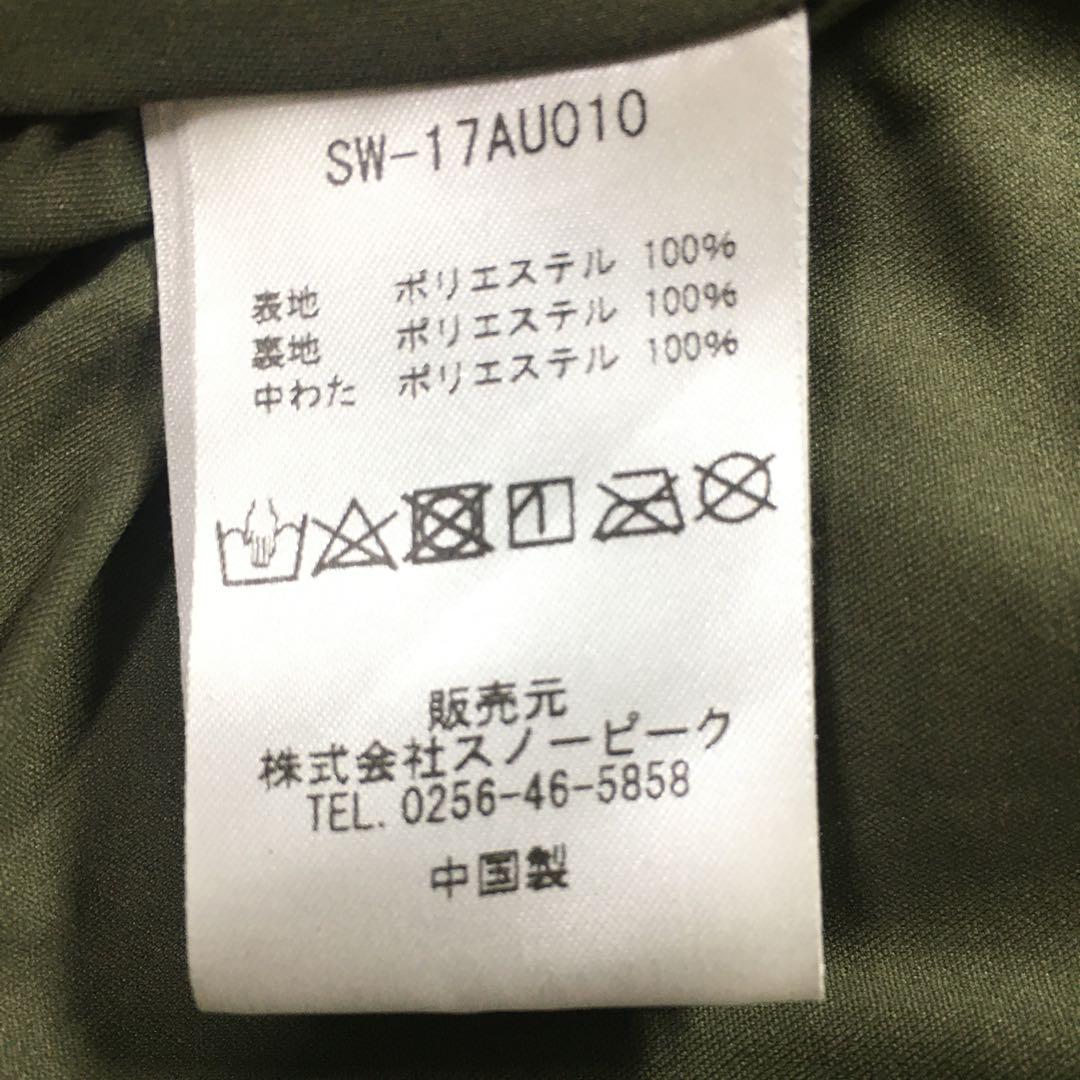 SW-17AU010
表地 ポリエステル 100%
裏地 ポリエステル 100%
中わた ポリエステル 100%
販売元
株式会社スノーピーク
TEL. 0256-46-5858
中国製